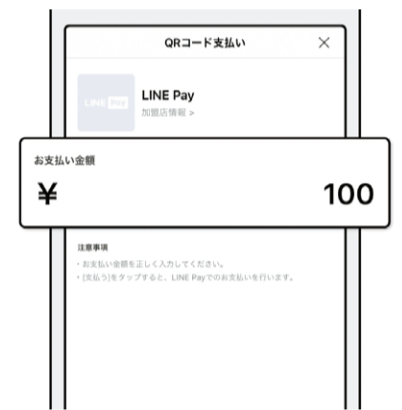 QRコード支払い ×
LINE Pay
LINE Pay
加盟店情報 >
お支払い金額
¥ 100
注意事項
・お支払い金額を正しく入力してください。
・[支払う]をタップすると、LINE Payでのお支払いを行います。